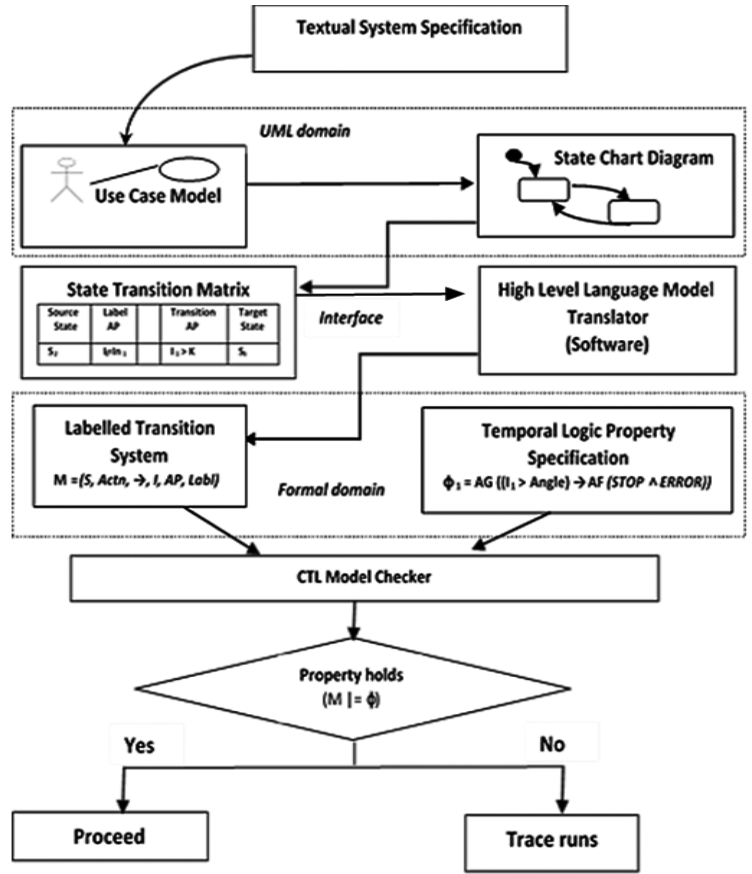 Textual System Specification
UML domain
Use Case Model
State Chart Diagram
State Transition Matrix
Source State
Label AP
Transition AP
Target State
S₂
I₁ > K
Interface
High Level Language Model
Translator
(Software)
Labelled Transition
System
M =(S, Actn, →, I, AP, Labl)
Formal domain
Temporal Logic Property
Specification
ϕ₁ = AG ((I₁ > Angle) → AF (STOP ∧ ERROR))
CTL Model Checker
Property holds
(M |= ϕ)
Yes
No
Proceed
Trace runs